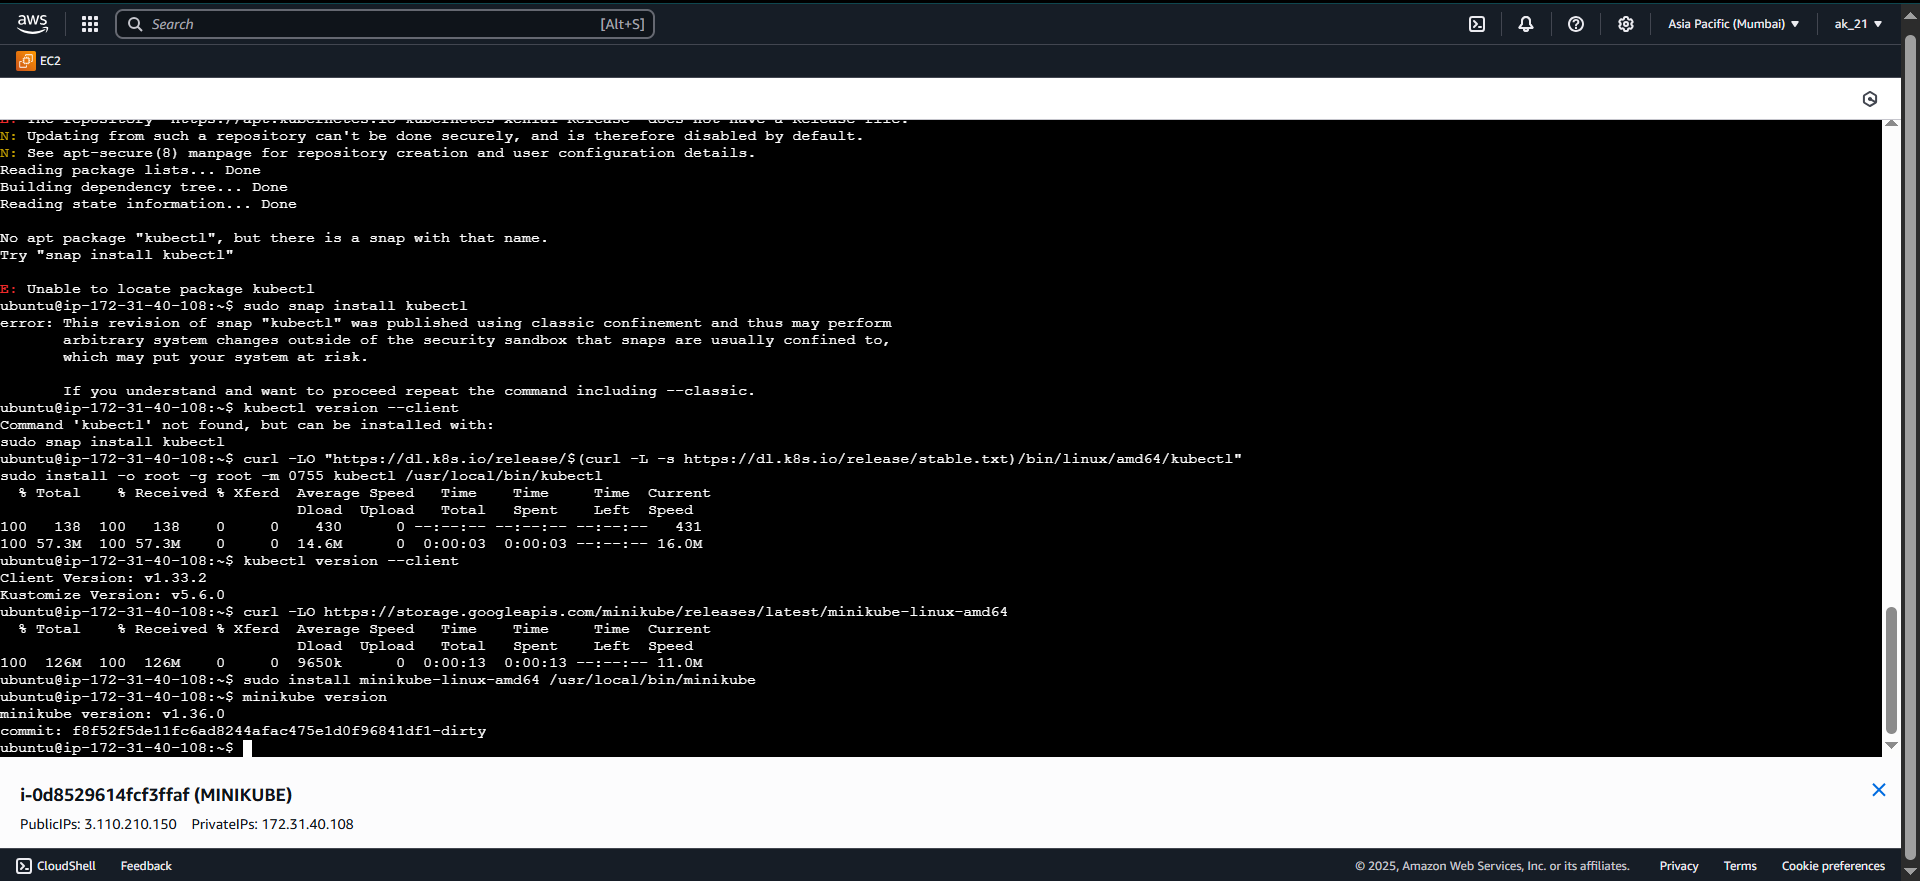 aws
Search [Alt+S]
Asia Pacific (Mumbai) ▼
ak_21 ▼
EC2
E: The repository 'https://apt.kubernetes.io kubernetes-xenial Release' does not have a Release file.
N: Updating from such a repository can't be done securely, and is therefore disabled by default.
N: See apt-secure(8) manpage for repository creation and user configuration details.
Reading package lists... Done
Building dependency tree... Done
Reading state information... Done
No apt package "kubectl", but there is a snap with that name.
Try "snap install kubectl"
E: Unable to locate package kubectl
ubuntu@ip-172-31-40-108:~$ sudo snap install kubectl
error: This revision of snap "kubectl" was published using classic confinement and thus may perform
arbitrary system changes outside of the security sandbox that snaps are usually confined to,
which may put your system at risk.
If you understand and want to proceed repeat the command including --classic.
ubuntu@ip-172-31-40-108:~$ kubectl version --client
Command 'kubectl' not found, but can be installed with:
sudo snap install kubectl
ubuntu@ip-172-31-40-108:~$ curl -LO "https://dl.k8s.io/release/$(curl -L -s https://dl.k8s.io/release/stable.txt)/bin/linux/amd64/kubectl"
sudo install -o root -g root -m 0755 kubectl /usr/local/bin/kubectl
% Total % Received % Xferd Average Speed Time Time Time Current
Dload Upload Total Spent Left Speed
100 138 100 138 0 0 430 0 --:--:-- --:--:-- --:--:-- 431
100 57.3M 100 57.3M 0 0 14.6M 0 0:00:03 0:00:03 --:--:-- 16.0M
ubuntu@ip-172-31-40-108:~$ kubectl version --client
Client Version: v1.33.2
Kustomize Version: v5.6.0
ubuntu@ip-172-31-40-108:~$ curl -LO https://storage.googleapis.com/minikube/releases/latest/minikube-linux-amd64
% Total % Received % Xferd Average Speed Time Time Time Current
Dload Upload Total Spent Left Speed
100 126M 100 126M 0 0 9650k 0 0:00:13 0:00:13 --:--:-- 11.0M
ubuntu@ip-172-31-40-108:~$ sudo install minikube-linux-amd64 /usr/local/bin/minikube
ubuntu@ip-172-31-40-108:~$ minikube version
minikube version: v1.36.0
commit: f8f52f5de11fc6ad8244afac475e1d0f96841df1-dirty
ubuntu@ip-172-31-40-108:~$
i-0d8529614fcf3ffaf (MINIKUBE)
PublicIPs: 3.110.210.150 PrivateIPs: 172.31.40.108
CloudShell Feedback © 2025, Amazon Web Services, Inc. or its affiliates. Privacy Terms Cookie preferences